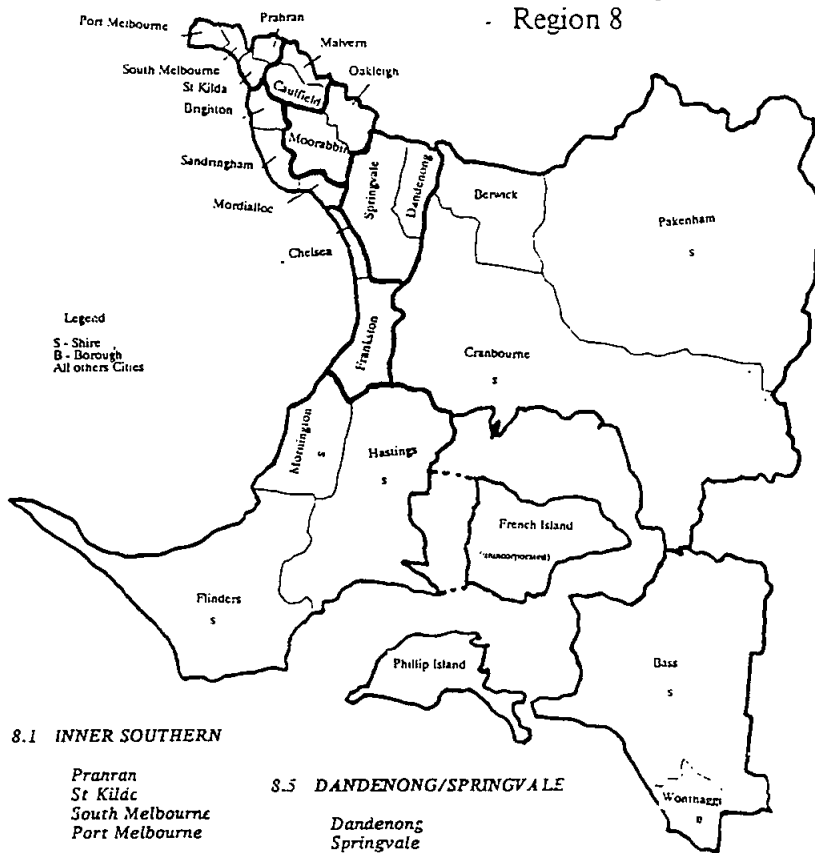 - Region 8
Port Melbourne
Prahran
Malvern
South Melbourne
Oakleigh
St Kilda
Caulfield
Brighton
Moorabbin
Sandringham
Springvale
Dandenong
Berwick
Mordialloc
Pakenham
S
Chelsea
Legend
S - Shire
B - Borough
All others Cities
Frankston
Cranbourne
S
Mornington
S
Hastings
S
French Island
(unincorporated)
Flinders
S
Phillip Island
Bass
S
Wonthaggi
B
8.1 INNER SOUTHERN
Prahran
St Kilda
South Melbourne
Port Melbourne
8.5 DANDENONG/SPRINGVALE
Dandenong
Springvale